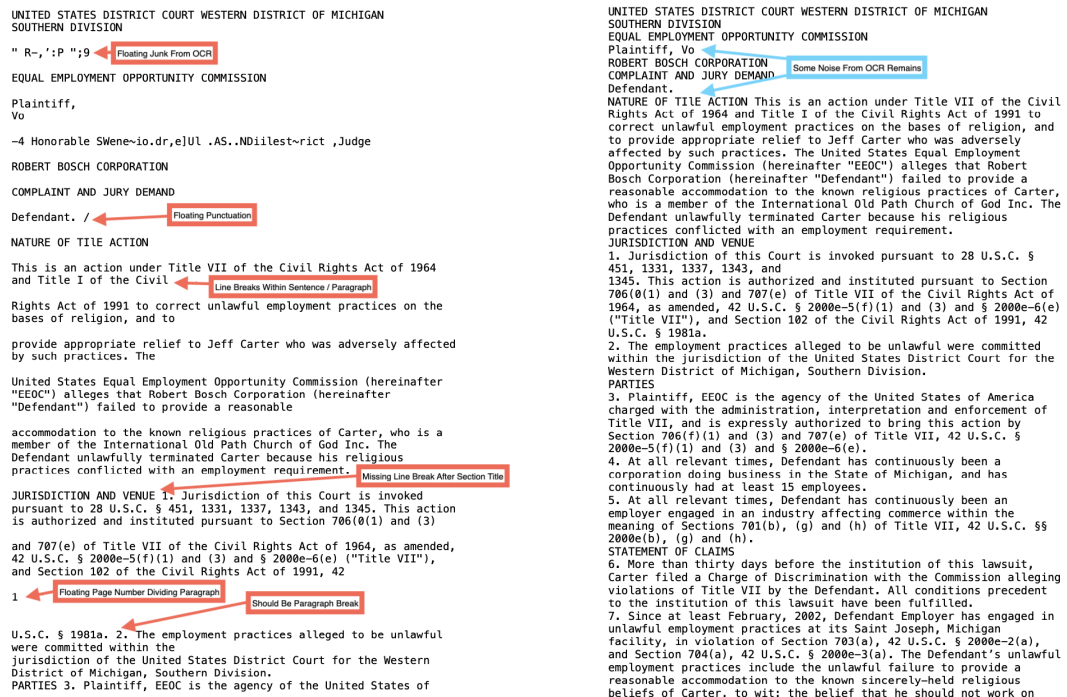 UNITED STATES DISTRICT COURT WESTERN DISTRICT OF MICHIGAN
SOUTHERN DIVISION
" R-,':P ";9
Floating Junk From OCR
EQUAL EMPLOYMENT OPPORTUNITY COMMISSION
Plaintiff,
Vo
-4 Honorable SWene~io.dr,e]Ul .AS..NDiilest~rict ,Judge
ROBERT BOSCH CORPORATION
COMPLAINT AND JURY DEMAND
Defendant. /
Floating Punctuation
NATURE OF TIlE ACTION
This is an action under Title VII of the Civil Rights Act of 1964
and Title I of the Civil
Line Breaks Within Sentence / Paragraph
Rights Act of 1991 to correct unlawful employment practices on the
bases of religion, and to
provide appropriate relief to Jeff Carter who was adversely affected
by such practices. The
United States Equal Employment Opportunity Commission (hereinafter
"EEOC") alleges that Robert Bosch Corporation (hereinafter
"Defendant") failed to provide a reasonable
accommodation to the known religious practices of Carter, who is a
member of the International Old Path Church of God Inc. The
Defendant unlawfully terminated Carter because his religious
practices conflicted with an employment requirement.
Missing Line Break After Section Title
JURISDICTION AND VENUE 1. Jurisdiction of this Court is invoked
pursuant to 28 U.S.C. § 451, 1331, 1337, 1343, and 1345. This action
is authorized and instituted pursuant to Section 706(0(1) and (3)
and 707(e) of Title VII of the Civil Rights Act of 1964, as amended,
42 U.S.C. § 2000e-5(f)(1) and (3) and § 2000e-6(e) ("Title VII"),
and Section 102 of the Civil Rights Act of 1991, 42
1
Floating Page Number Dividing Paragraph
Should Be Paragraph Break
U.S.C. § 1981a. 2. The employment practices alleged to be unlawful
were committed within the
jurisdiction of the United States District Court for the Western
District of Michigan, Southern Division.
PARTIES 3. Plaintiff, EEOC is the agency of the United States of
UNITED STATES DISTRICT COURT WESTERN DISTRICT OF MICHIGAN
SOUTHERN DIVISION
EQUAL EMPLOYMENT OPPORTUNITY COMMISSION
Plaintiff, Vo
ROBERT BOSCH CORPORATION
Some Noise From OCR Remains
COMPLAINT AND JURY DEMAND
Defendant.
NATURE OF TIlE ACTION This is an action under Title VII of the Civil
Rights Act of 1964 and Title I of the Civil Rights Act of 1991 to
correct unlawful employment practices on the bases of religion, and
to provide appropriate relief to Jeff Carter who was adversely
affected by such practices. The United States Equal Employment
Opportunity Commission (hereinafter "EEOC") alleges that Robert
Bosch Corporation (hereinafter "Defendant") failed to provide a
reasonable accommodation to the known religious practices of Carter,
who is a member of the International Old Path Church of God Inc. The
Defendant unlawfully terminated Carter because his religious
practices conflicted with an employment requirement.
JURISDICTION AND VENUE
1. Jurisdiction of this Court is invoked pursuant to 28 U.S.C. §
451, 1331, 1337, 1343, and
1345. This action is authorized and instituted pursuant to Section
706(0(1) and (3) and 707(e) of Title VII of the Civil Rights Act of
1964, as amended, 42 U.S.C. § 2000e-5(f)(1) and (3) and § 2000e-6(e)
("Title VII"), and Section 102 of the Civil Rights Act of 1991, 42
U.S.C. § 1981a.
2. The employment practices alleged to be unlawful were committed
within the jurisdiction of the United States District Court for the
Western District of Michigan, Southern Division.
PARTIES
3. Plaintiff, EEOC is the agency of the United States of America
charged with the administration, interpretation and enforcement of
Title VII, and is expressly authorized to bring this action by
Section 706(f)(1) and (3) and 707(e) of Title VII, 42 U.S.C. §
2000e-5(f)(1) and (3) and § 2000e-6(e).
4. At all relevant times, Defendant has continuously been a
corporation doing business in the State of Michigan, and has
continuously had at least 15 employees.
5. At all relevant times, Defendant has continuously been an
employer engaged in an industry affecting commerce within the
meaning of Sections 701(b), (g) and (h) of Title VII, 42 U.S.C. §§
2000e(b), (g) and (h).
STATEMENT OF CLAIMS
6. More than thirty days before the institution of this lawsuit,
Carter filed a Charge of Discrimination with the Commission alleging
violations of Title VII by the Defendant. All conditions precedent
to the institution of this lawsuit have been fulfilled.
7. Since at least February, 2002, Defendant Employer has engaged in
unlawful employment practices at its Saint Joseph, Michigan
facility, in violation of Section 703(a), 42 U.S.C. § 2000e-2(a),
and Section 704(a), 42 U.S.C. § 2000e-3(a). The Defendant's unlawful
employment practices include the unlawful failure to provide a
reasonable accommodation to the known sincerely-held religious
beliefs of Carter, to wit: the belief that he should not work on